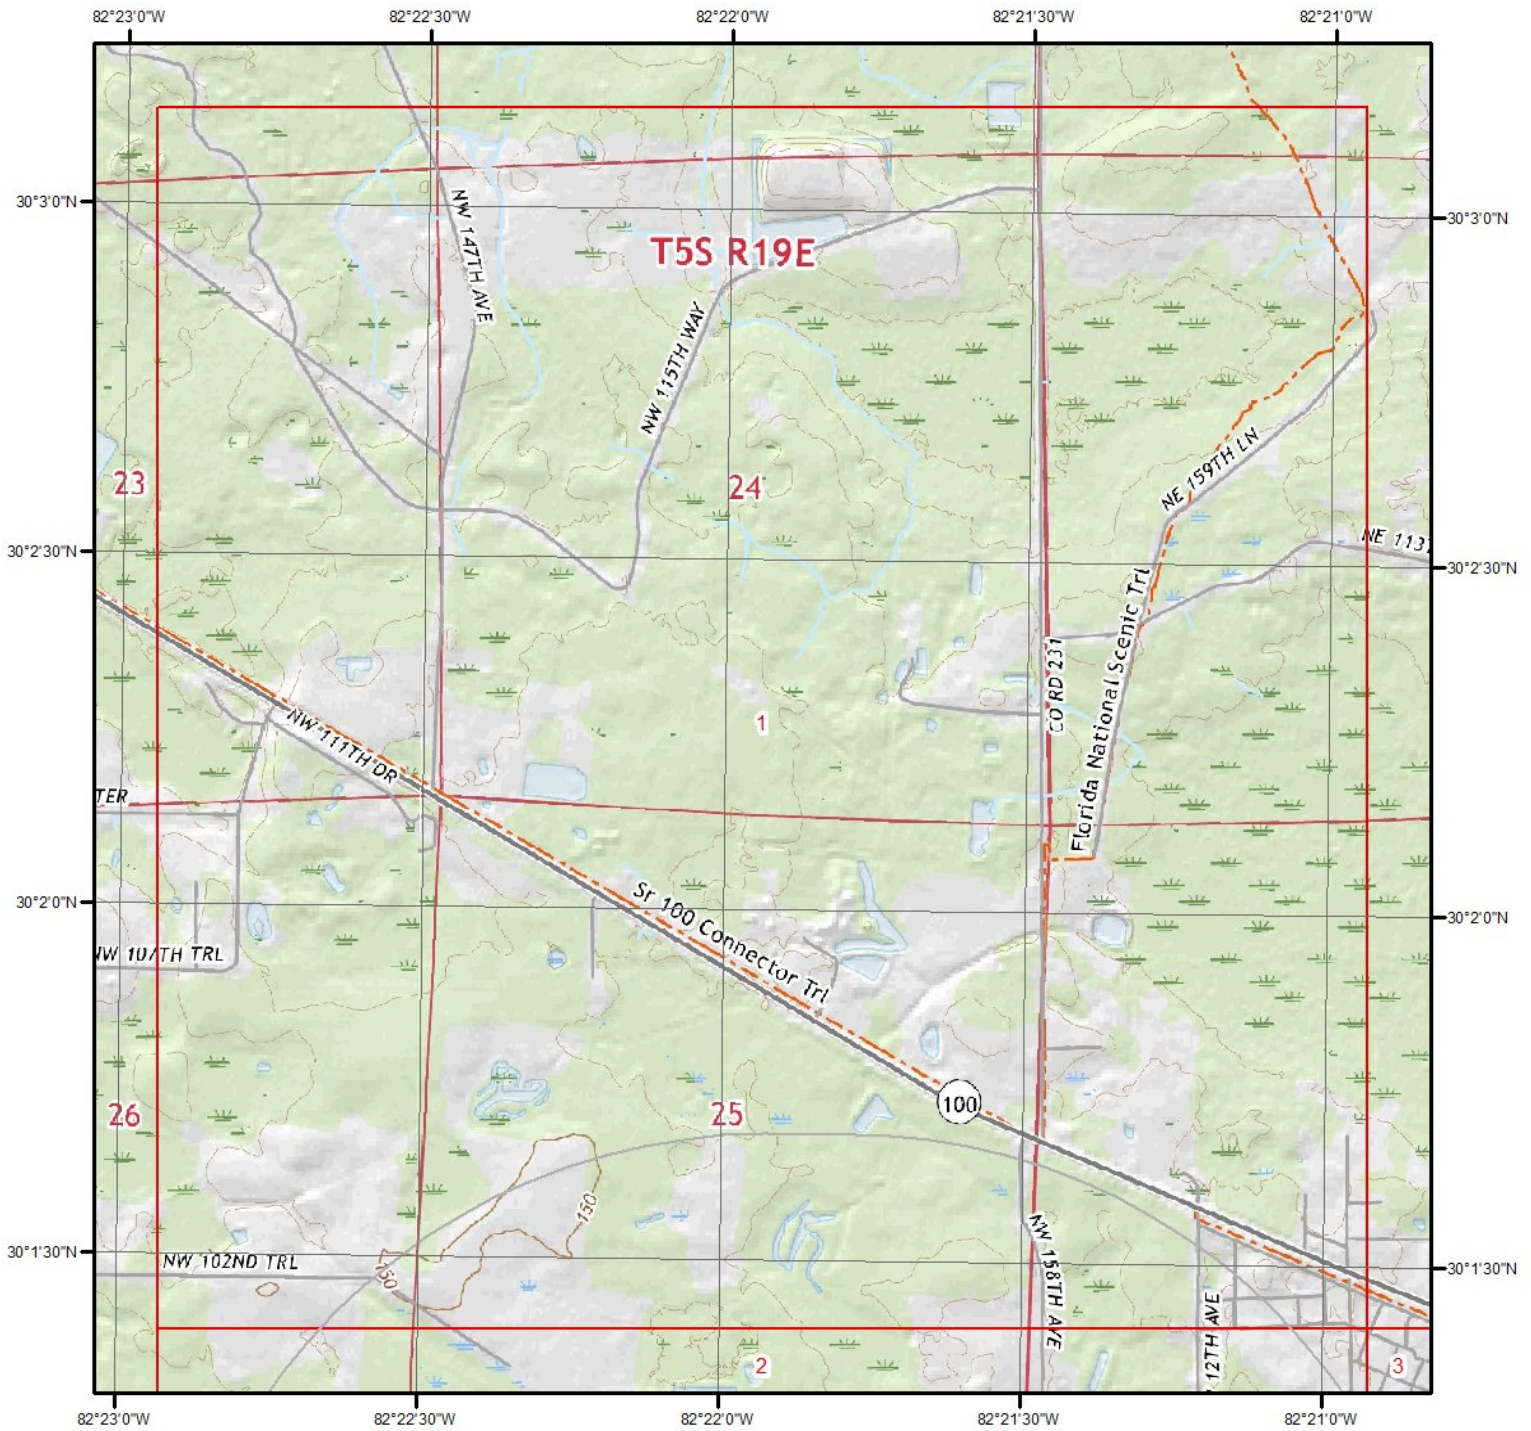 82°23'0"W
82°22'30"W
82°22'0"W
82°21'30"W
82°21'0"W
30°3'0"N
30°3'0"N
NW 147TH AVE
T5S R19E
NW 115TH WAY
NE 159TH LN
23
24
30°2'30"N
NE 113
30°2'30"N
Florida National Scenic Trl
CO RD 231
1
NW 111TH DR
TER
Sr 100 Connector Trl
30°2'0"N
30°2'0"N
NW 107TH TRL
100
26
25
150
NW 158TH AVE
30°1'30"N
NW 102ND TRL
150
30°1'30"N
12TH AVE
2
3
82°23'0"W
82°22'30"W
82°22'0"W
82°21'30"W
82°21'0"W